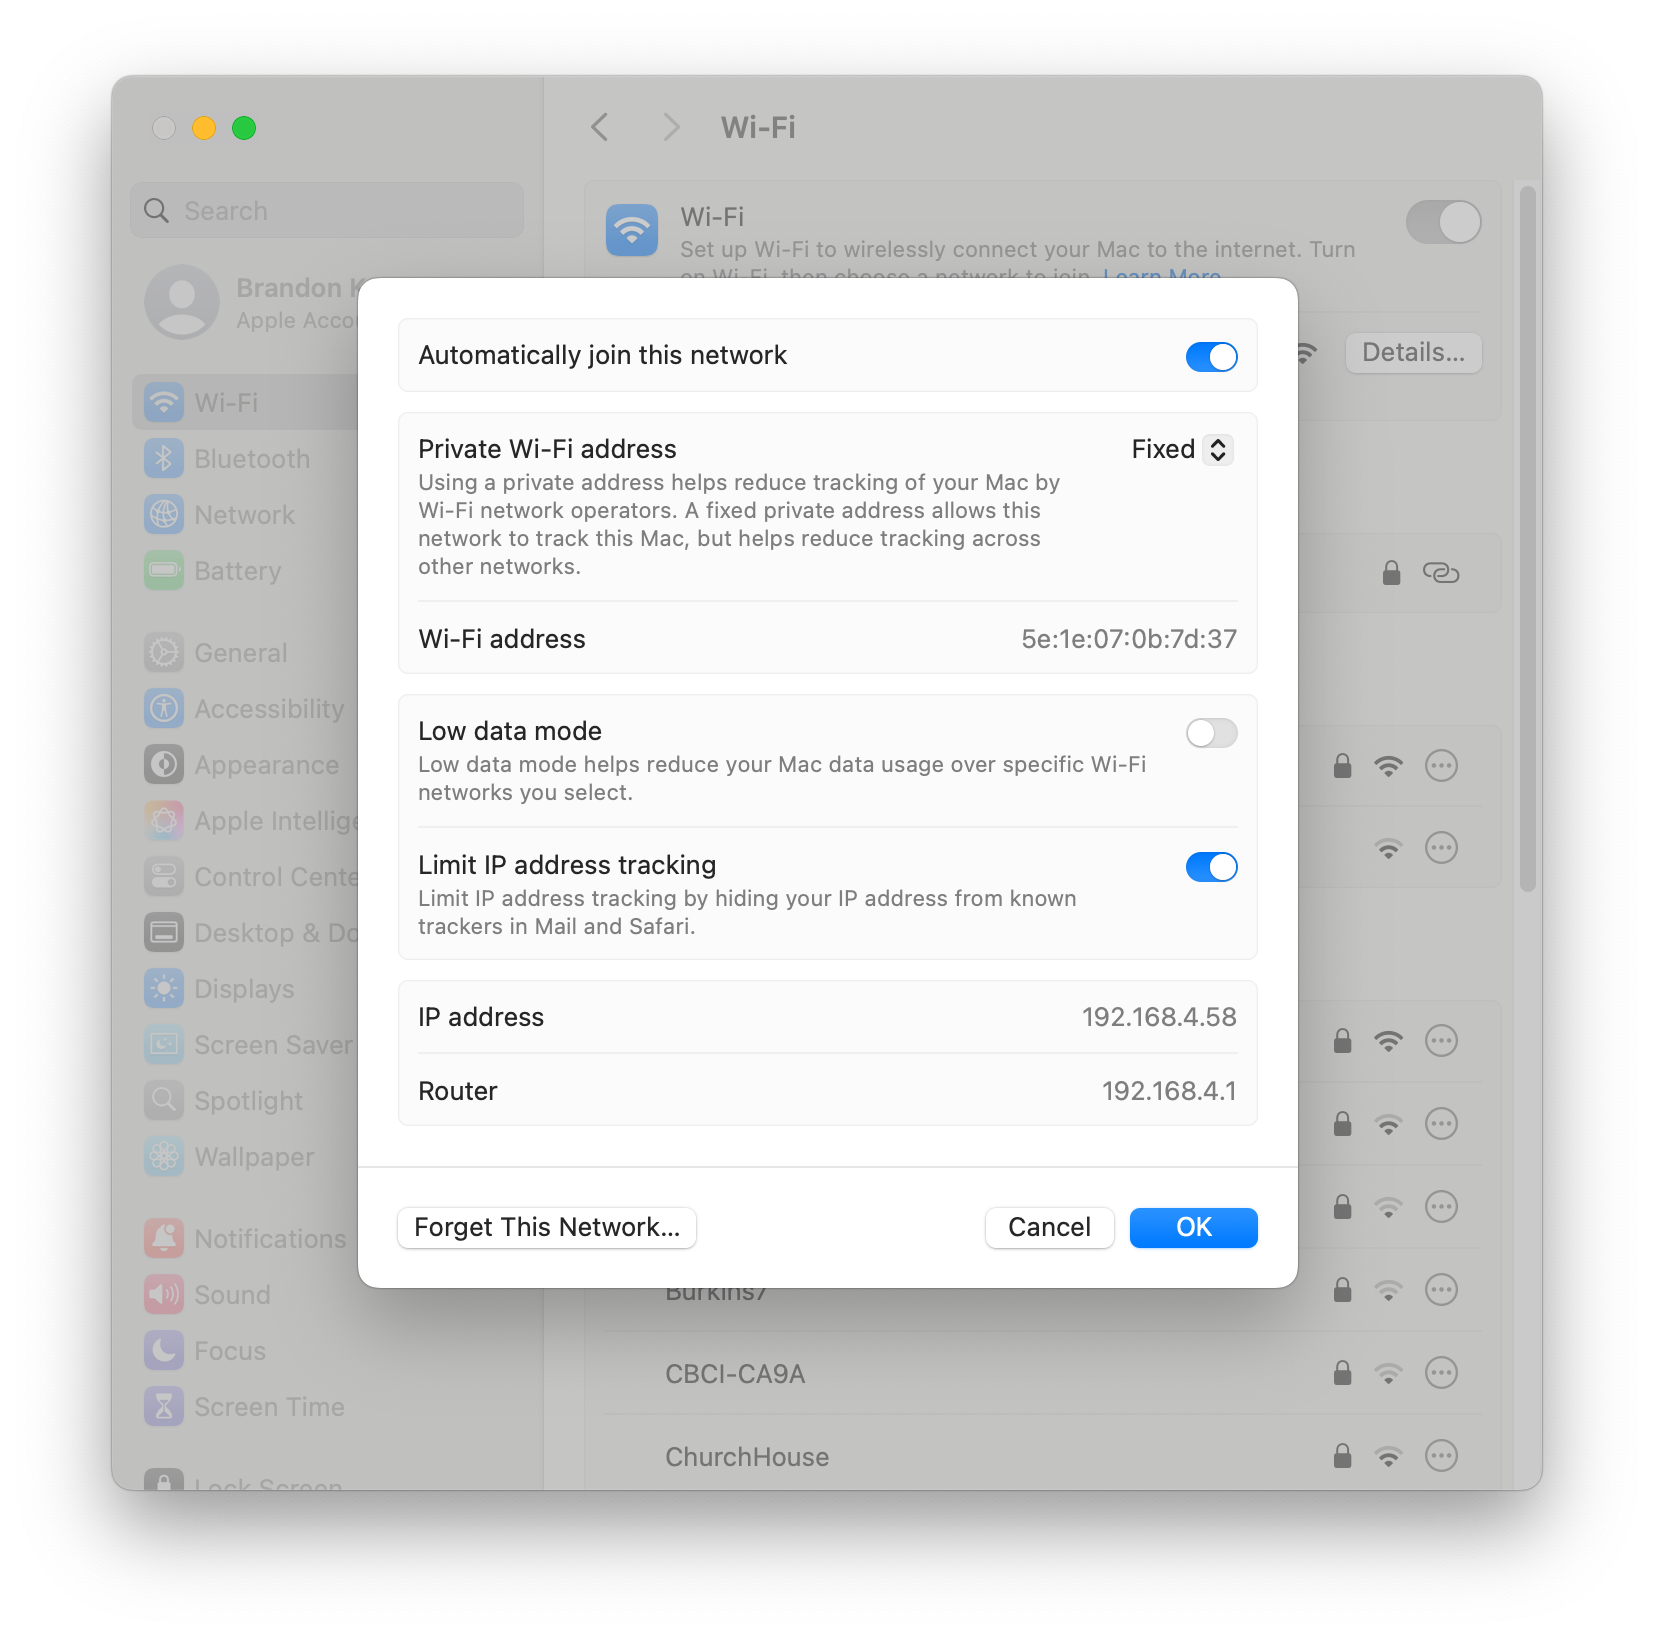 Wi-Fi
Search
Brandon
Apple Accou
Wi-Fi
Bluetooth
Network
Battery
General
Accessibility
Appearance
Apple Intellige
Control Cente
Desktop & Do
Displays
Screen Saver
Spotlight
Wallpaper
Notifications
Sound
Focus
Screen Time
Lock Screen
Wi-Fi
Set up Wi-Fi to wirelessly connect your Mac to the internet. Turn
on Wi-Fi, then choose a network to join. Learn More
Details...
Automatically join this network
Private Wi-Fi address
Fixed
Using a private address helps reduce tracking of your Mac by
Wi-Fi network operators. A fixed private address allows this
network to track this Mac, but helps reduce tracking across
other networks.
Wi-Fi address
5e:1e:07:0b:7d:37
Low data mode
Low data mode helps reduce your Mac data usage over specific Wi-Fi
networks you select.
Limit IP address tracking
Limit IP address tracking by hiding your IP address from known
trackers in Mail and Safari.
IP address
192.168.4.58
Router
192.168.4.1
Forget This Network...
Cancel
OK
Burkins7
CBCI-CA9A
ChurchHouse